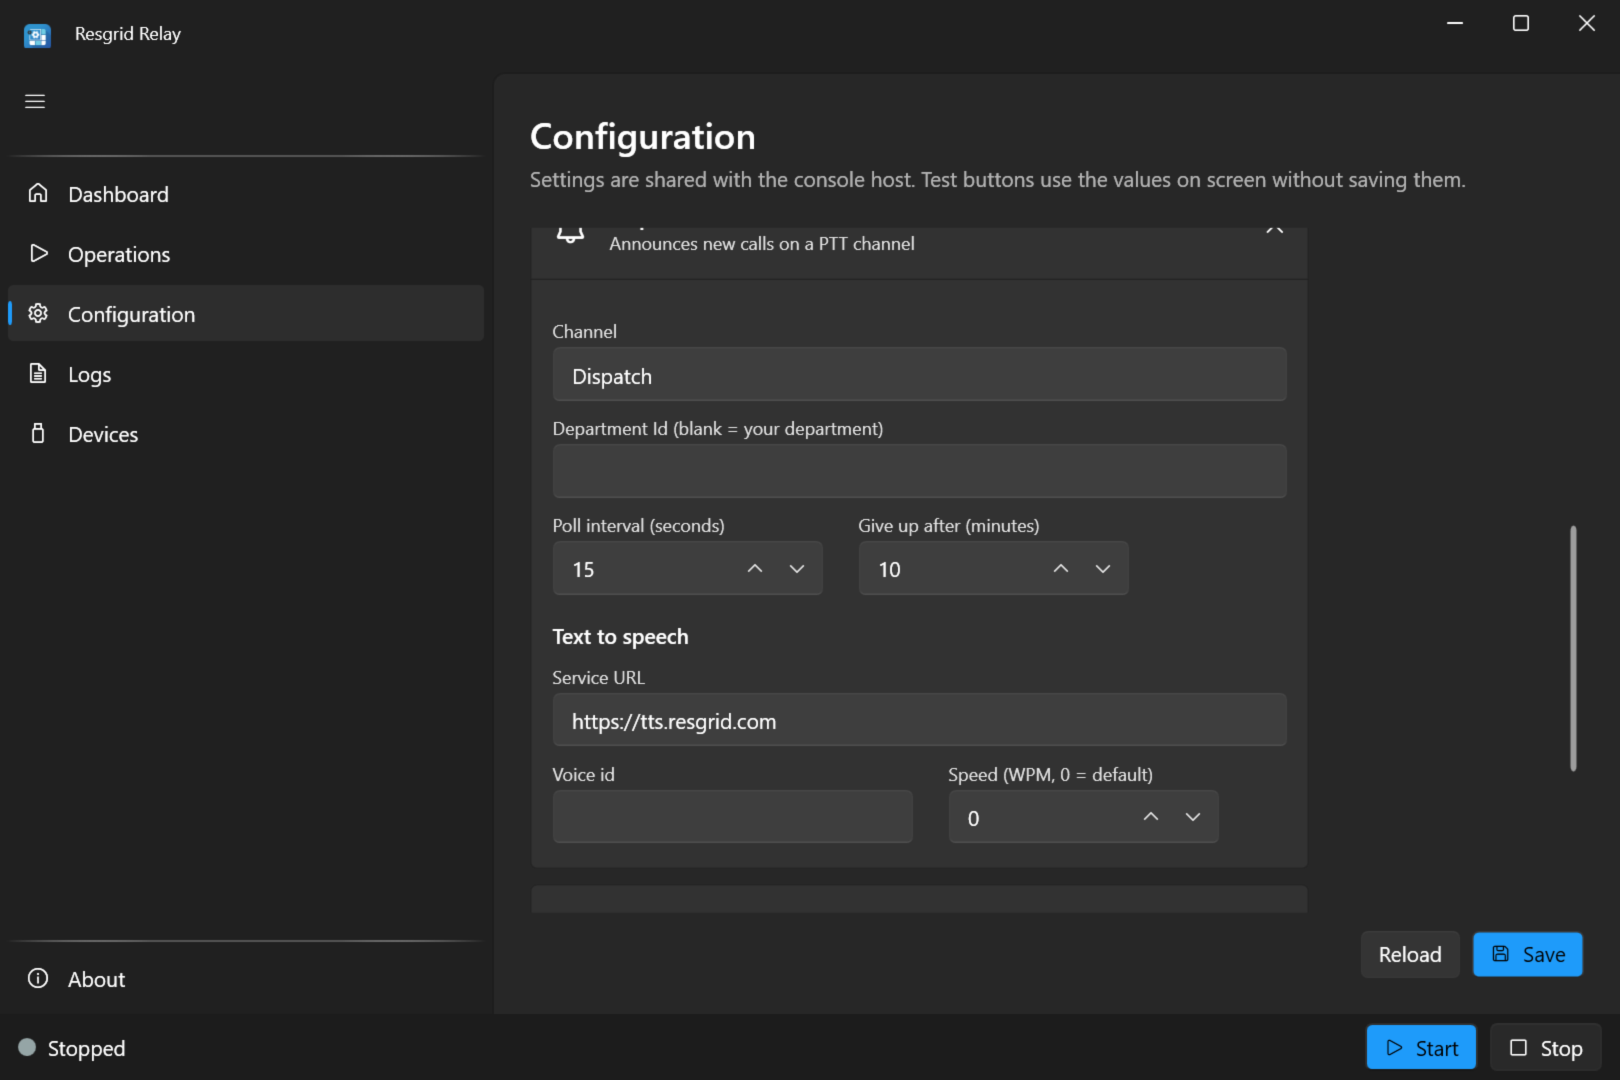 Resgrid Relay
Dashboard
Operations
Configuration
Logs
Devices
About
Configuration
Settings are shared with the console host. Test buttons use the values on screen without saving them.
Announces new calls on a PTT channel
Channel
Dispatch
Department Id (blank = your department)
Poll interval (seconds)
Give up after (minutes)
15
10
Text to speech
Service URL
https://tts.resgrid.com
Voice id
Speed (WPM, 0 = default)
0
Reload
Save
Stopped
Start
Stop